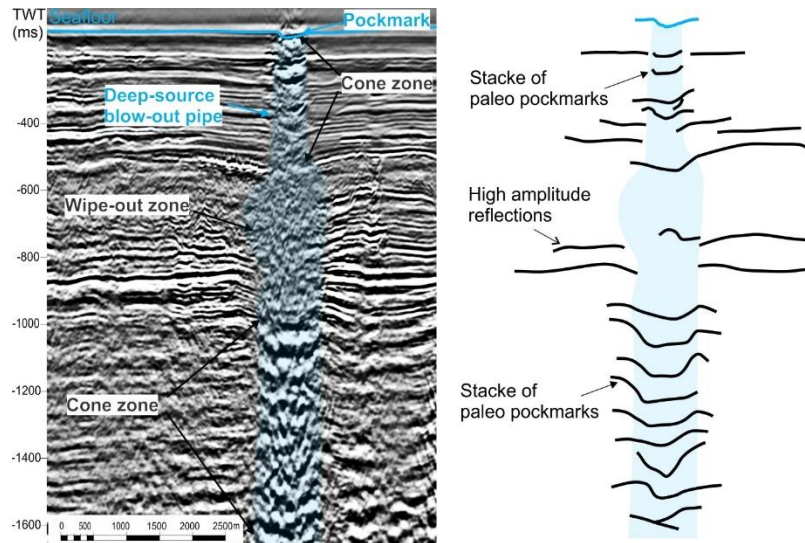 TWT
(ms)
Seafloor
Pockmark
Cone zone
Deep-source
blow-out pipe
-400
-600
Wipe-out zone
-800
-1000
-1200
Cone zone
-1400
-1600
0 500 1000 1500 2000 2500m
Stacke of
paleo pockmarks
High amplitude
reflections
Stacke of
paleo pockmarks